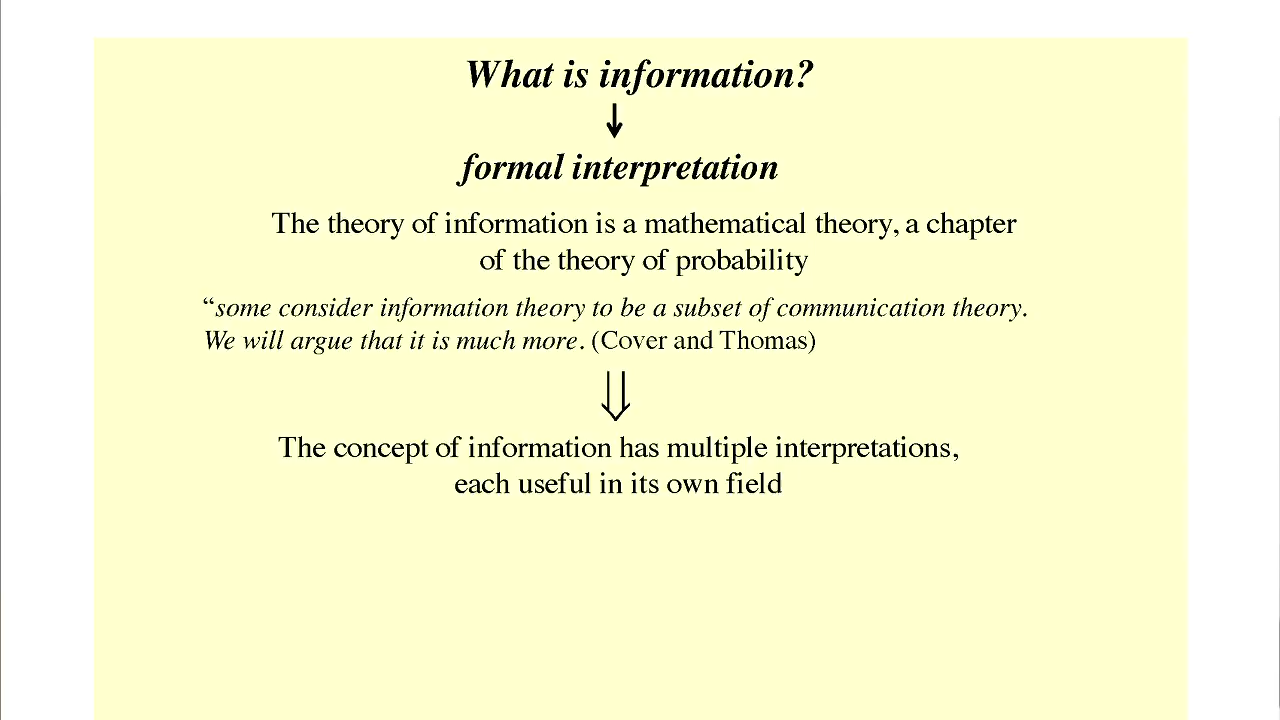 What is information?
formal interpretation
The theory of information is a mathematical theory, a chapter
of the theory of probability
“some consider information theory to be a subset of communication theory.
We will argue that it is much more. (Cover and Thomas)
The concept of information has multiple interpretations,
each useful in its own field